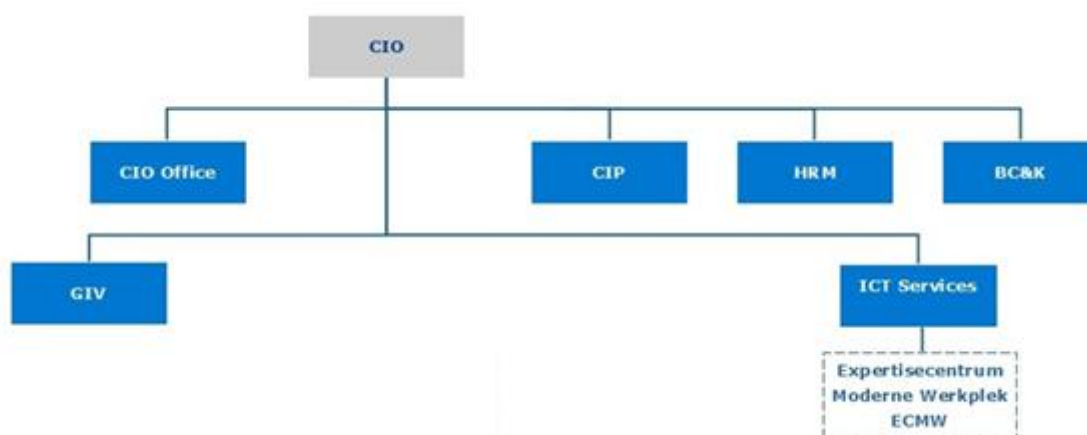 CIO
CIO Office
CIP
HRM
BC&K
GIV
ICT Services
Expertisecentrum
Moderne Werkplek
ECMW